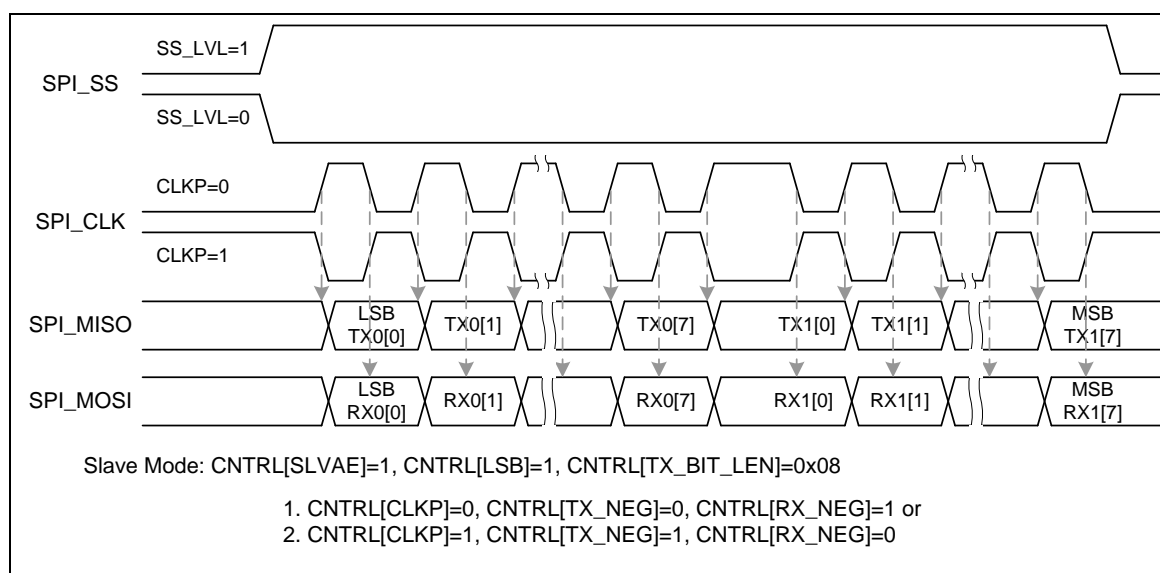 SS_LVL=1
SPI_SS
SS_LVL=0
CLKP=0
SPI_CLK
CLKP=1
SPI_MISO
LSB
TX0[0]
TX0[1]
TX0[7]
TX1[0]
TX1[1]
MSB
TX1[7]
SPI_MOSI
LSB
RX0[0]
RX0[1]
RX0[7]
RX1[0]
RX1[1]
MSB
RX1[7]
Slave Mode: CNTRL[SLVAE]=1, CNTRL[LSB]=1, CNTRL[TX_BIT_LEN]=0x08
1. CNTRL[CLKP]=0, CNTRL[TX_NEG]=0, CNTRL[RX_NEG]=1 or
2. CNTRL[CLKP]=1, CNTRL[TX_NEG]=1, CNTRL[RX_NEG]=0